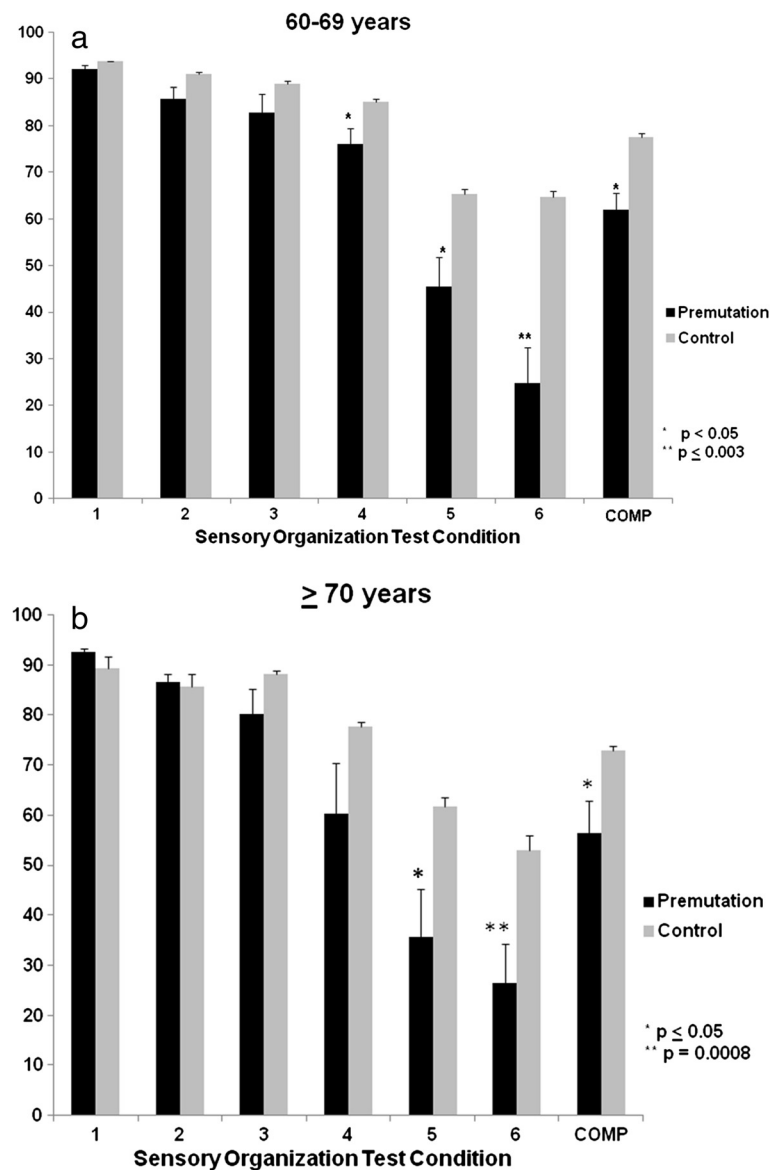 a
60-69 years
100
90
80
70
60
50
40
30
20
10
0
*
*
**
*
Premutation
Control
* p < 0.05
** p ≤ 0.003
1 2 3 4 5 6 COMP
Sensory Organization Test Condition
b
≥ 70 years
100
90
80
70
60
50
40
30
20
10
0
*
**
*
Premutation
Control
* p ≤ 0.05
** p = 0.0008
1 2 3 4 5 6 COMP
Sensory Organization Test Condition